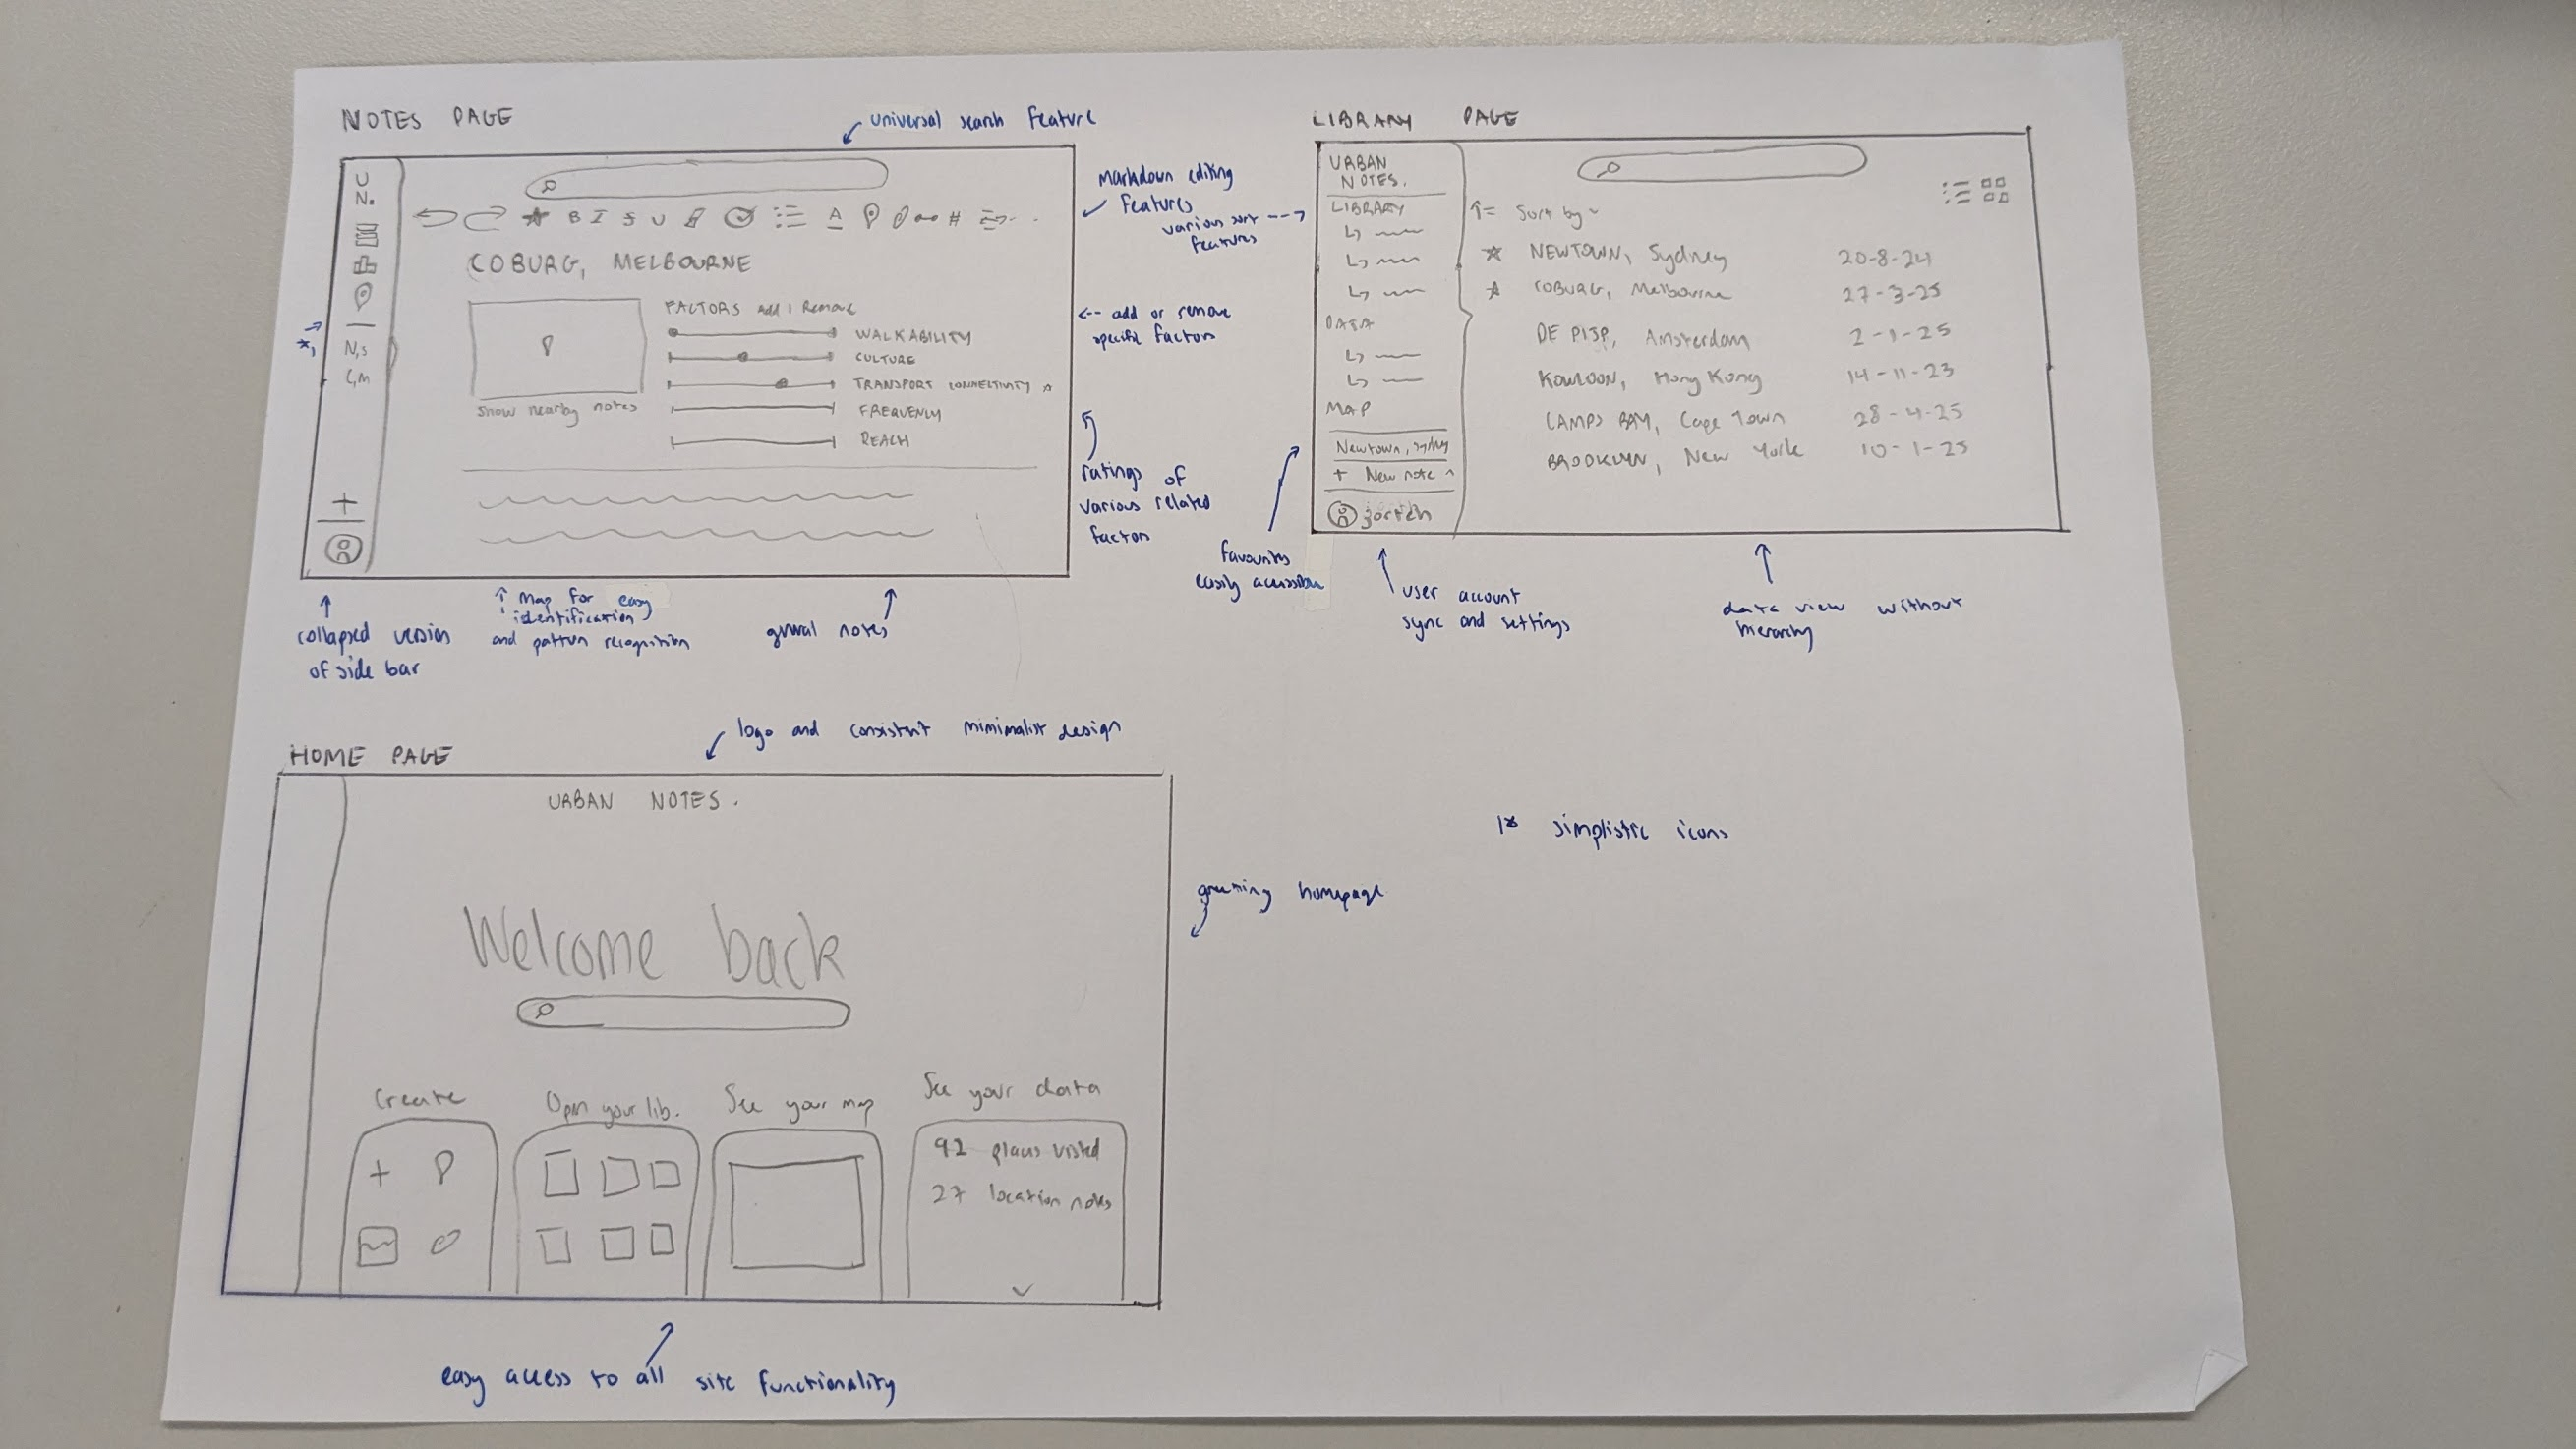 NOTES PAGE
universal search feature
U
N.
B I S U A #
markdown editing
features
COBURG, MELBOURNE
FACTORS Add | Remove
WALKABILITY
CULTURE
TRANSPORT CONNECTIVITY
FREQUENCY
REACH
show nearby notes
N,S
C,M
+
*1
<-- add or remove
specific factors
ratings of
various related
factors
collapsed version
of side bar
map for easy
identification
and pattern recognition
general notes
LIBRARY PAGE
various sort
features
URBAN
NOTES.
LIBRARY
DATA
MAP
Newtown, Sydney
+ New note ^
jorteh
Sort by
NEWTOWN, Sydney 20-8-24
COBURG, Melbourne 27-3-25
DE PIJP, Amsterdam 2-1-25
KOWLOON, Hong Kong 14-11-23
CAMPS BAY, Cape Town 28-4-25
BROOKLYN, New York 10-1-25
favourites
easily accessible
user account
sync and settings
data view without
hierarchy
HOME PAGE
logo and consistent minimalist design
URBAN NOTES.
Welcome back
Create
Open your lib.
See your map
See your data
+
92 places visted
27 location notes
greeting homepage
easy access to all site functionality
1* simplistic icons